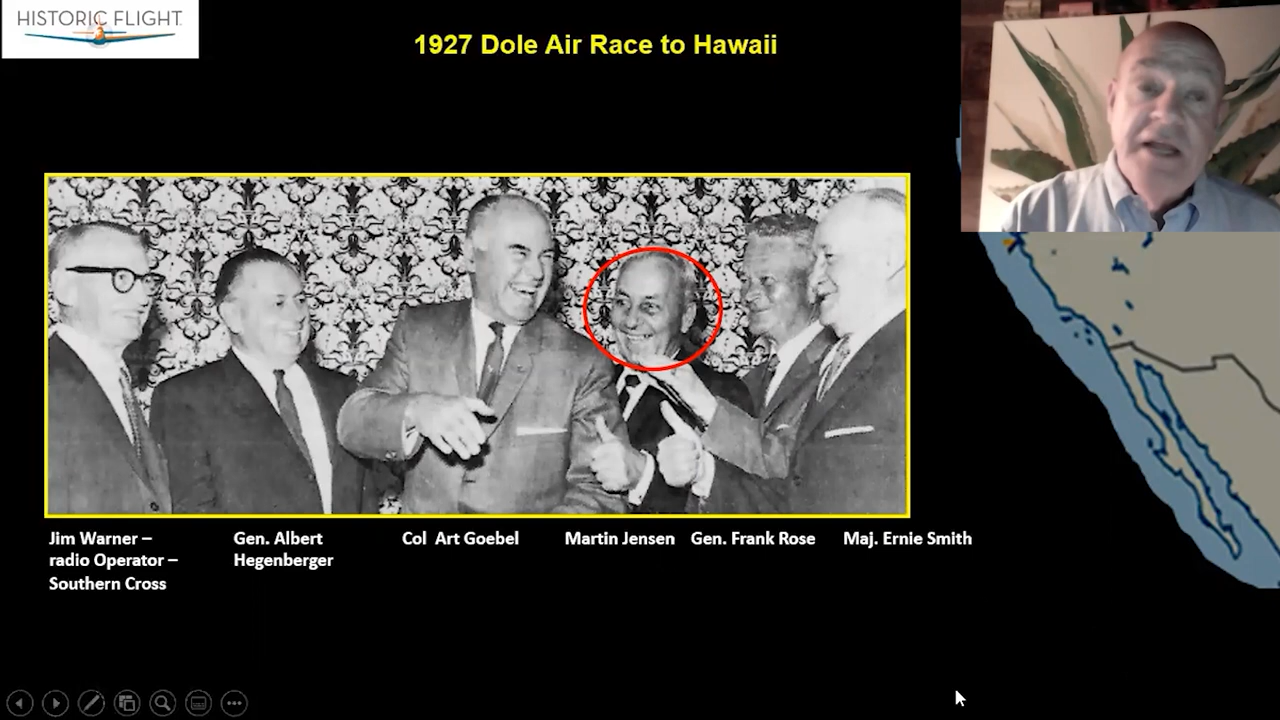 HISTORIC FLIGHT
1927 Dole Air Race to Hawaii
Jim Warner –
radio Operator –
Southern Cross
Gen. Albert
Hegenberger
Col Art Goebel
Martin Jensen
Gen. Frank Rose
Maj. Ernie Smith